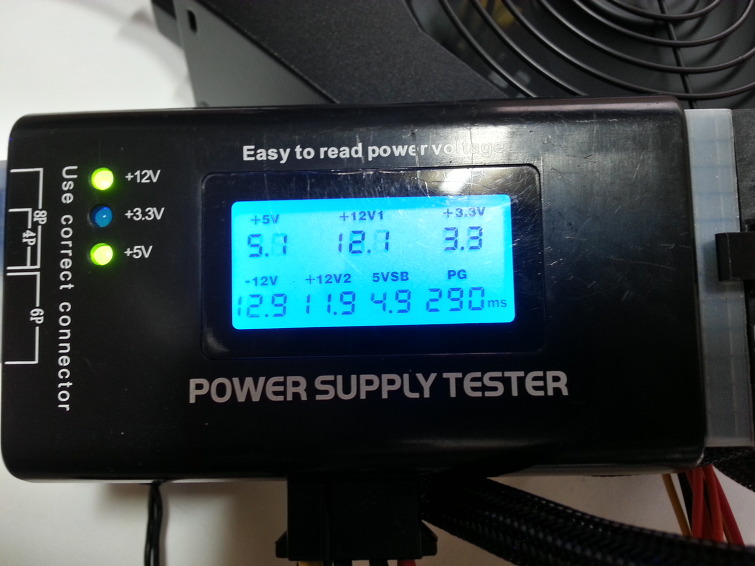 Easy to read power voltage
Use correct connector
8P
4P
6P
+12V
+3.3V
+5V
+5V +12V1 +3.3V
5.1 12.1 3.3
-12V +12V2 5VSB PG
12.9 11.9 4.9 290 ms
POWER SUPPLY TESTER